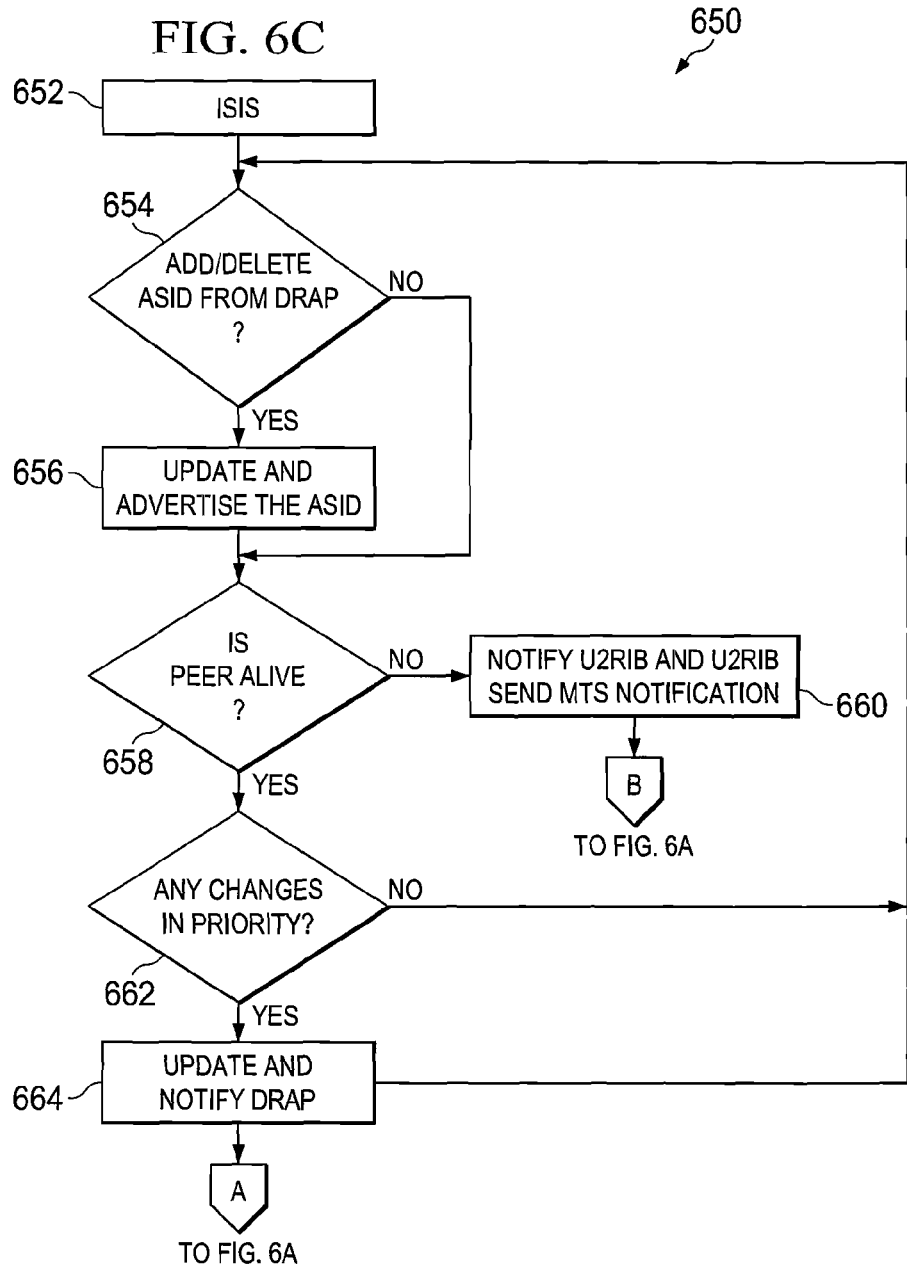 FIG. 6C
650
652
ISIS
654
ADD/DELETE
ASID FROM DRAP
?
NO
YES
656
UPDATE AND
ADVERTISE THE ASID
IS
PEER ALIVE
?
NO
658
YES
NOTIFY U2RIB AND U2RIB
SEND MTS NOTIFICATION
660
B
TO FIG. 6A
ANY CHANGES
IN PRIORITY?
NO
662
YES
664
UPDATE AND
NOTIFY DRAP
A
TO FIG. 6A